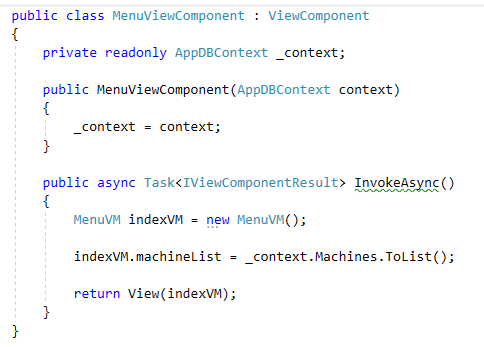 public class MenuViewComponent : ViewComponent
{
    private readonly AppDBContext _context;
    public MenuViewComponent(AppDBContext context)
    {
        _context = context;
    }
    public async Task<IViewComponentResult> InvokeAsync()
    {
        MenuVM indexVM = new MenuVM();
        indexVM.machineList = _context.Machines.ToList();
        return View(indexVM);
    }
}